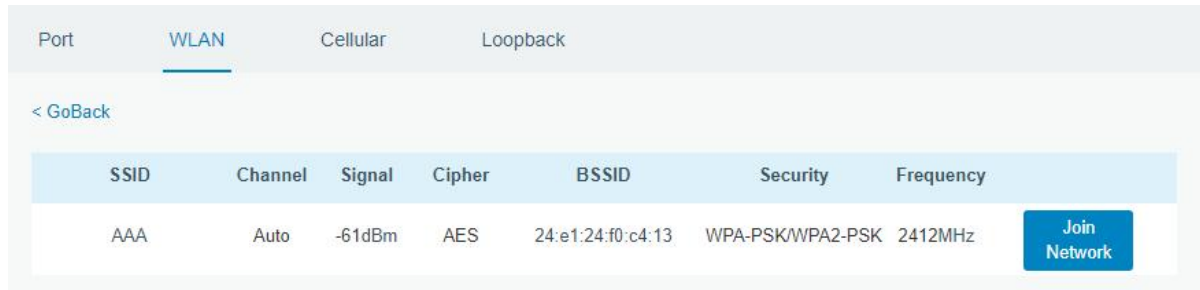 Port WLAN Cellular Loopback
< GoBack
SSID Channel Signal Cipher BSSID Security Frequency
AAA Auto -61dBm AES 24:e1:24:f0:c4:13 WPA-PSK/WPA2-PSK 2412MHz Join Network